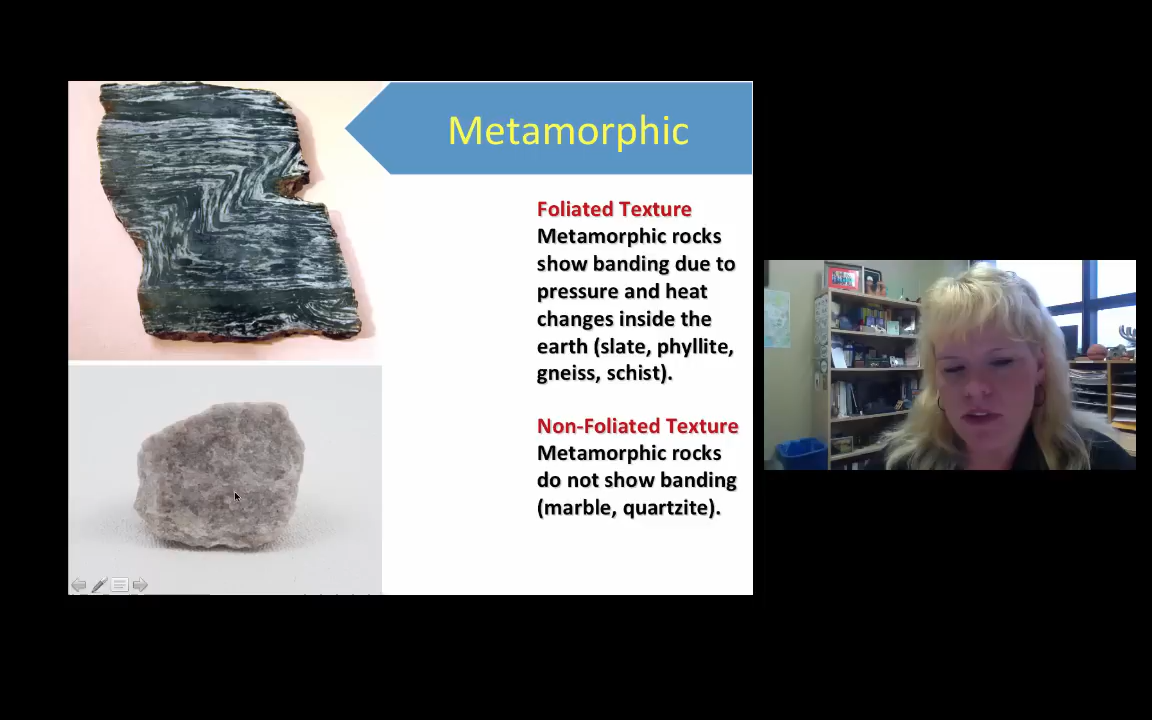 Metamorphic
Foliated Texture
Metamorphic rocks
show banding due to
pressure and heat
changes inside the
earth (slate, phyllite,
gneiss, schist).
Non-Foliated Texture
Metamorphic rocks
do not show banding
(marble, quartzite).